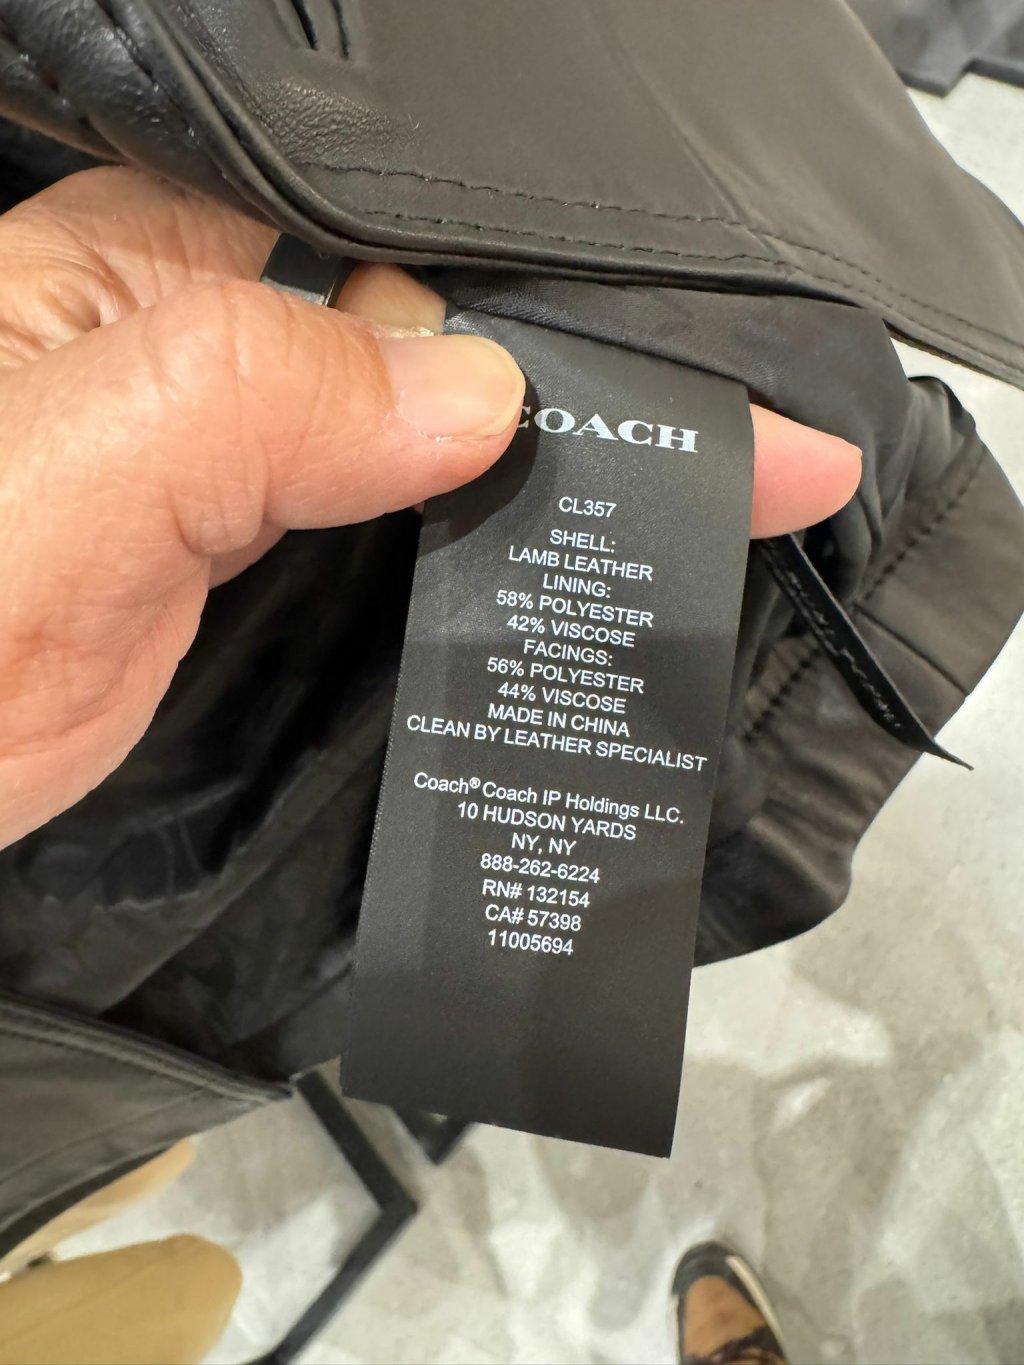 COACH
CL357
SHELL:
LAMB LEATHER
LINING:
58% POLYESTER
42% VISCOSE
FACINGS:
56% POLYESTER
44% VISCOSE
MADE IN CHINA
CLEAN BY LEATHER SPECIALIST
Coach® Coach IP Holdings LLC.
10 HUDSON YARDS
NY, NY
888-262-6224
RN# 132154
CA# 57398
11005694